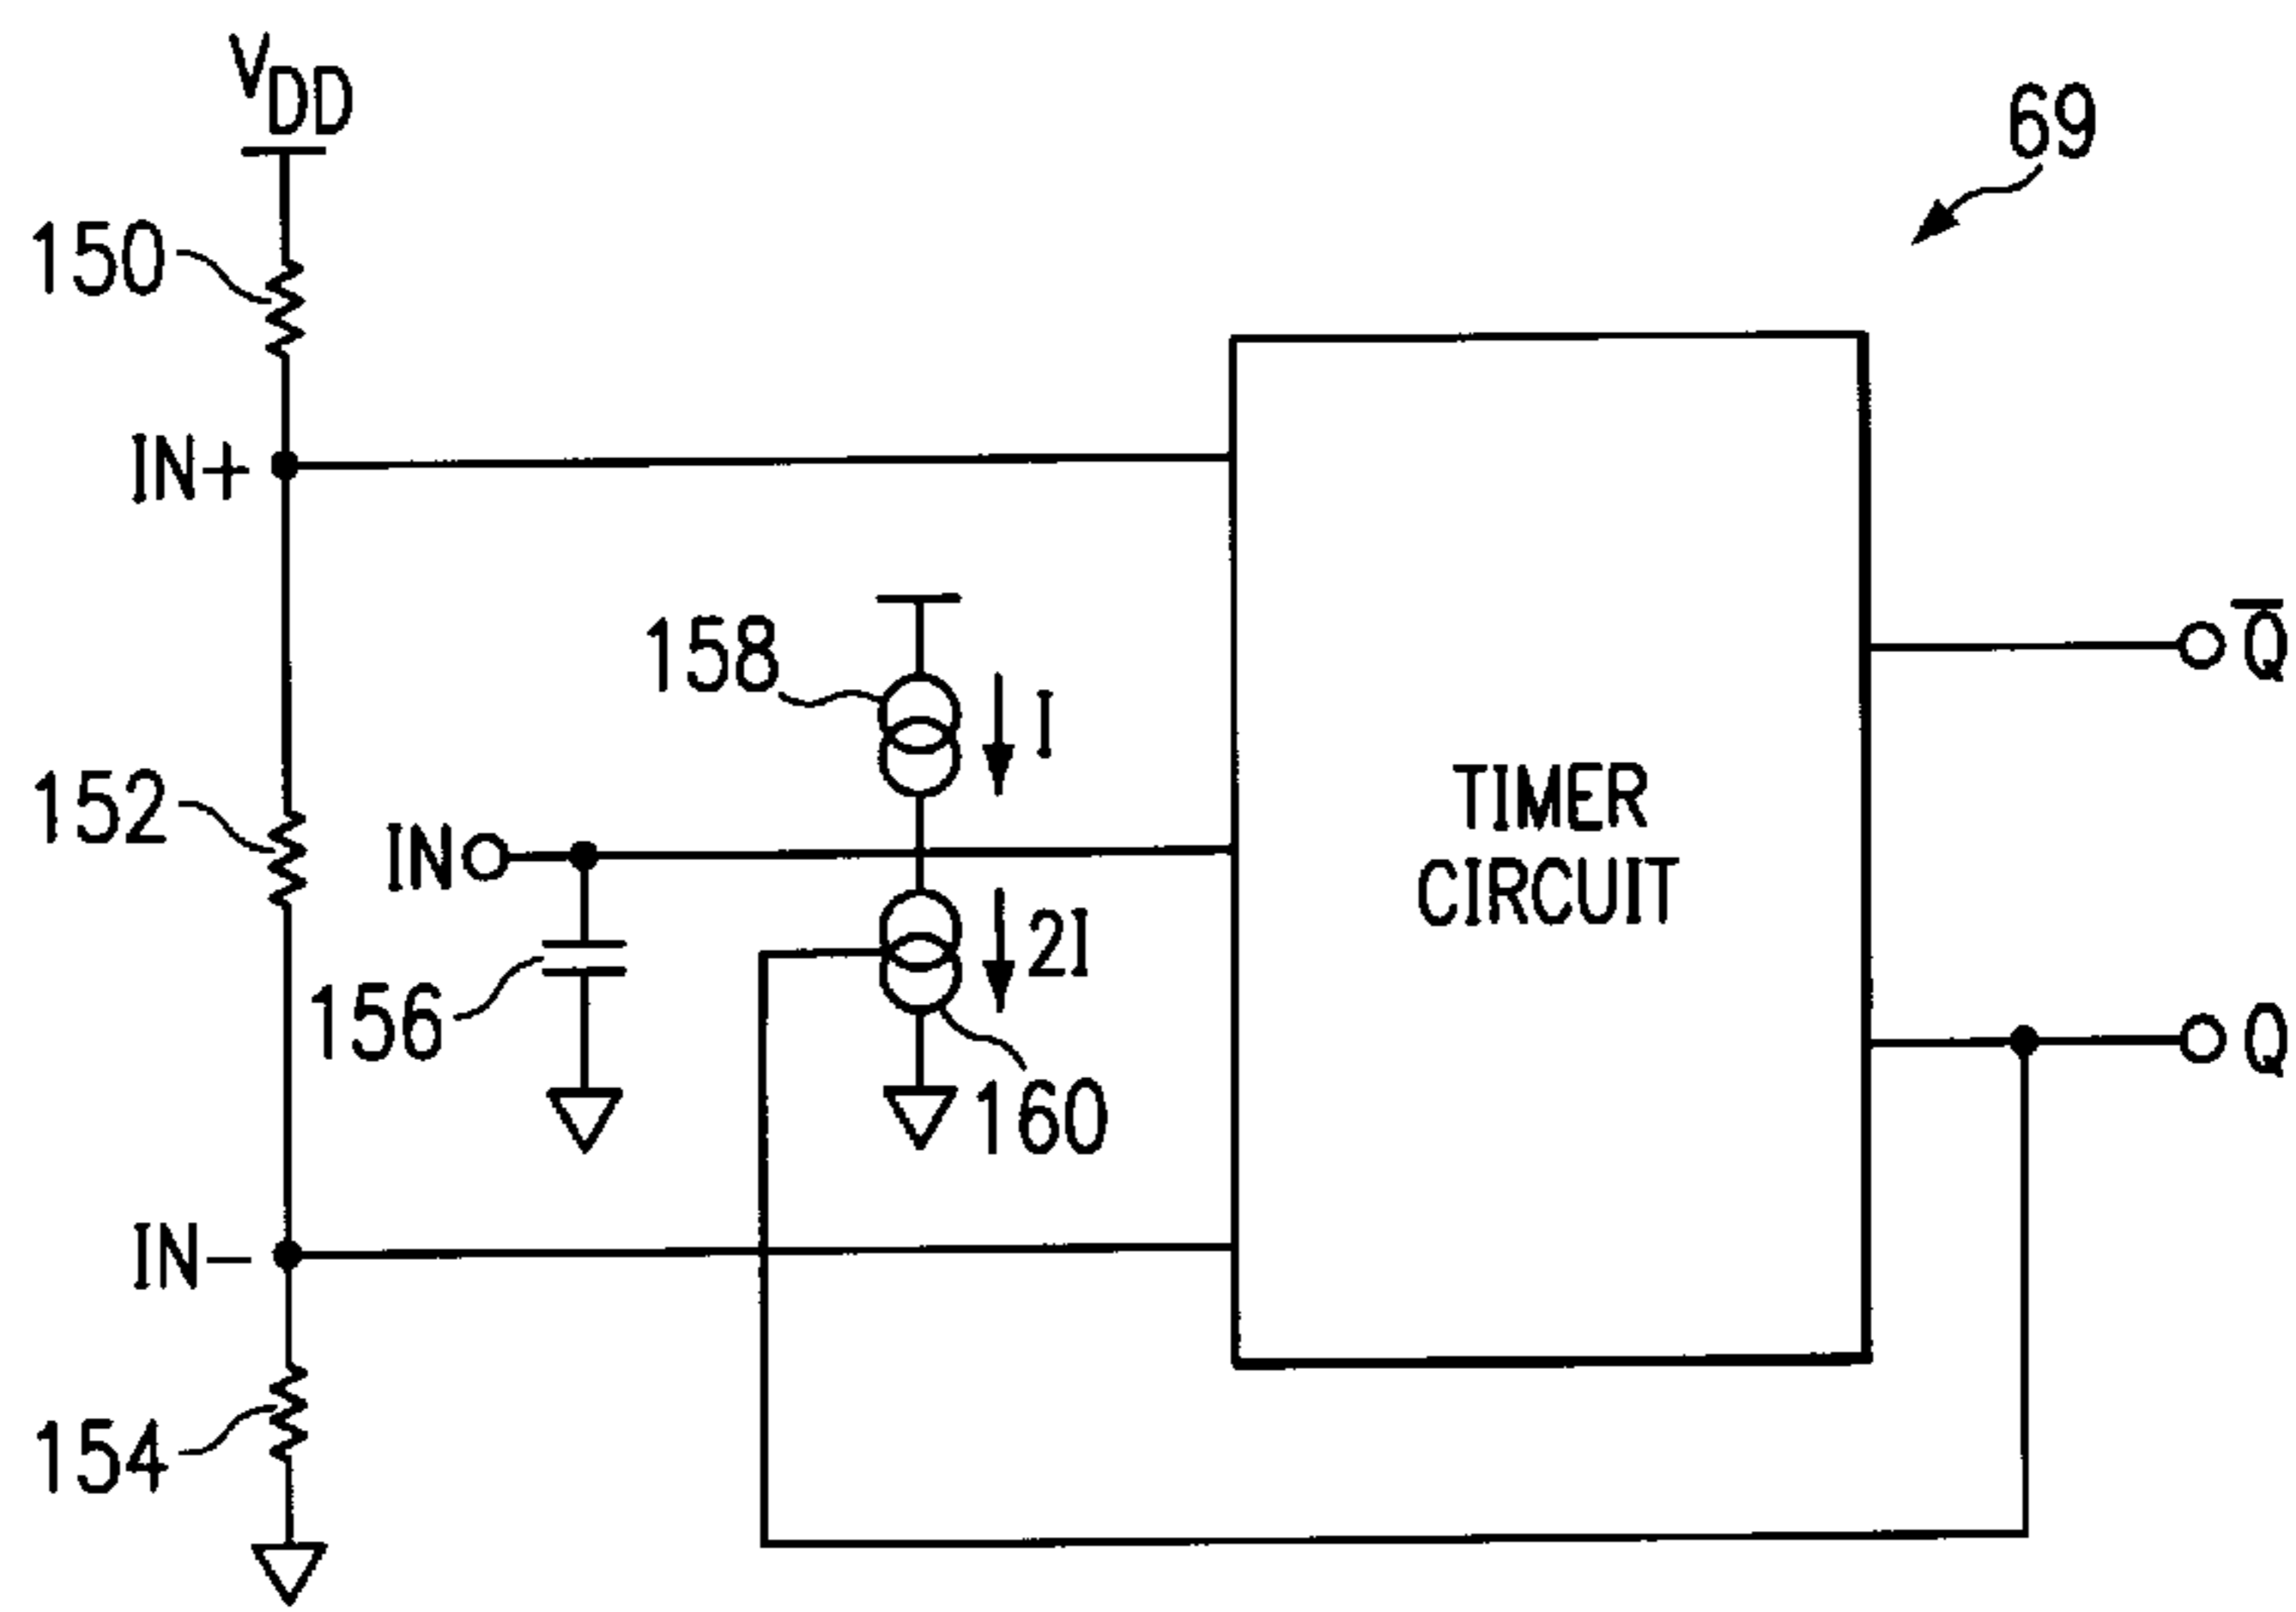 VDD
69
150
IN+
158
I
Q̅
152
IN
TIMER
CIRCUIT
2I
156
Q
160
IN−
154